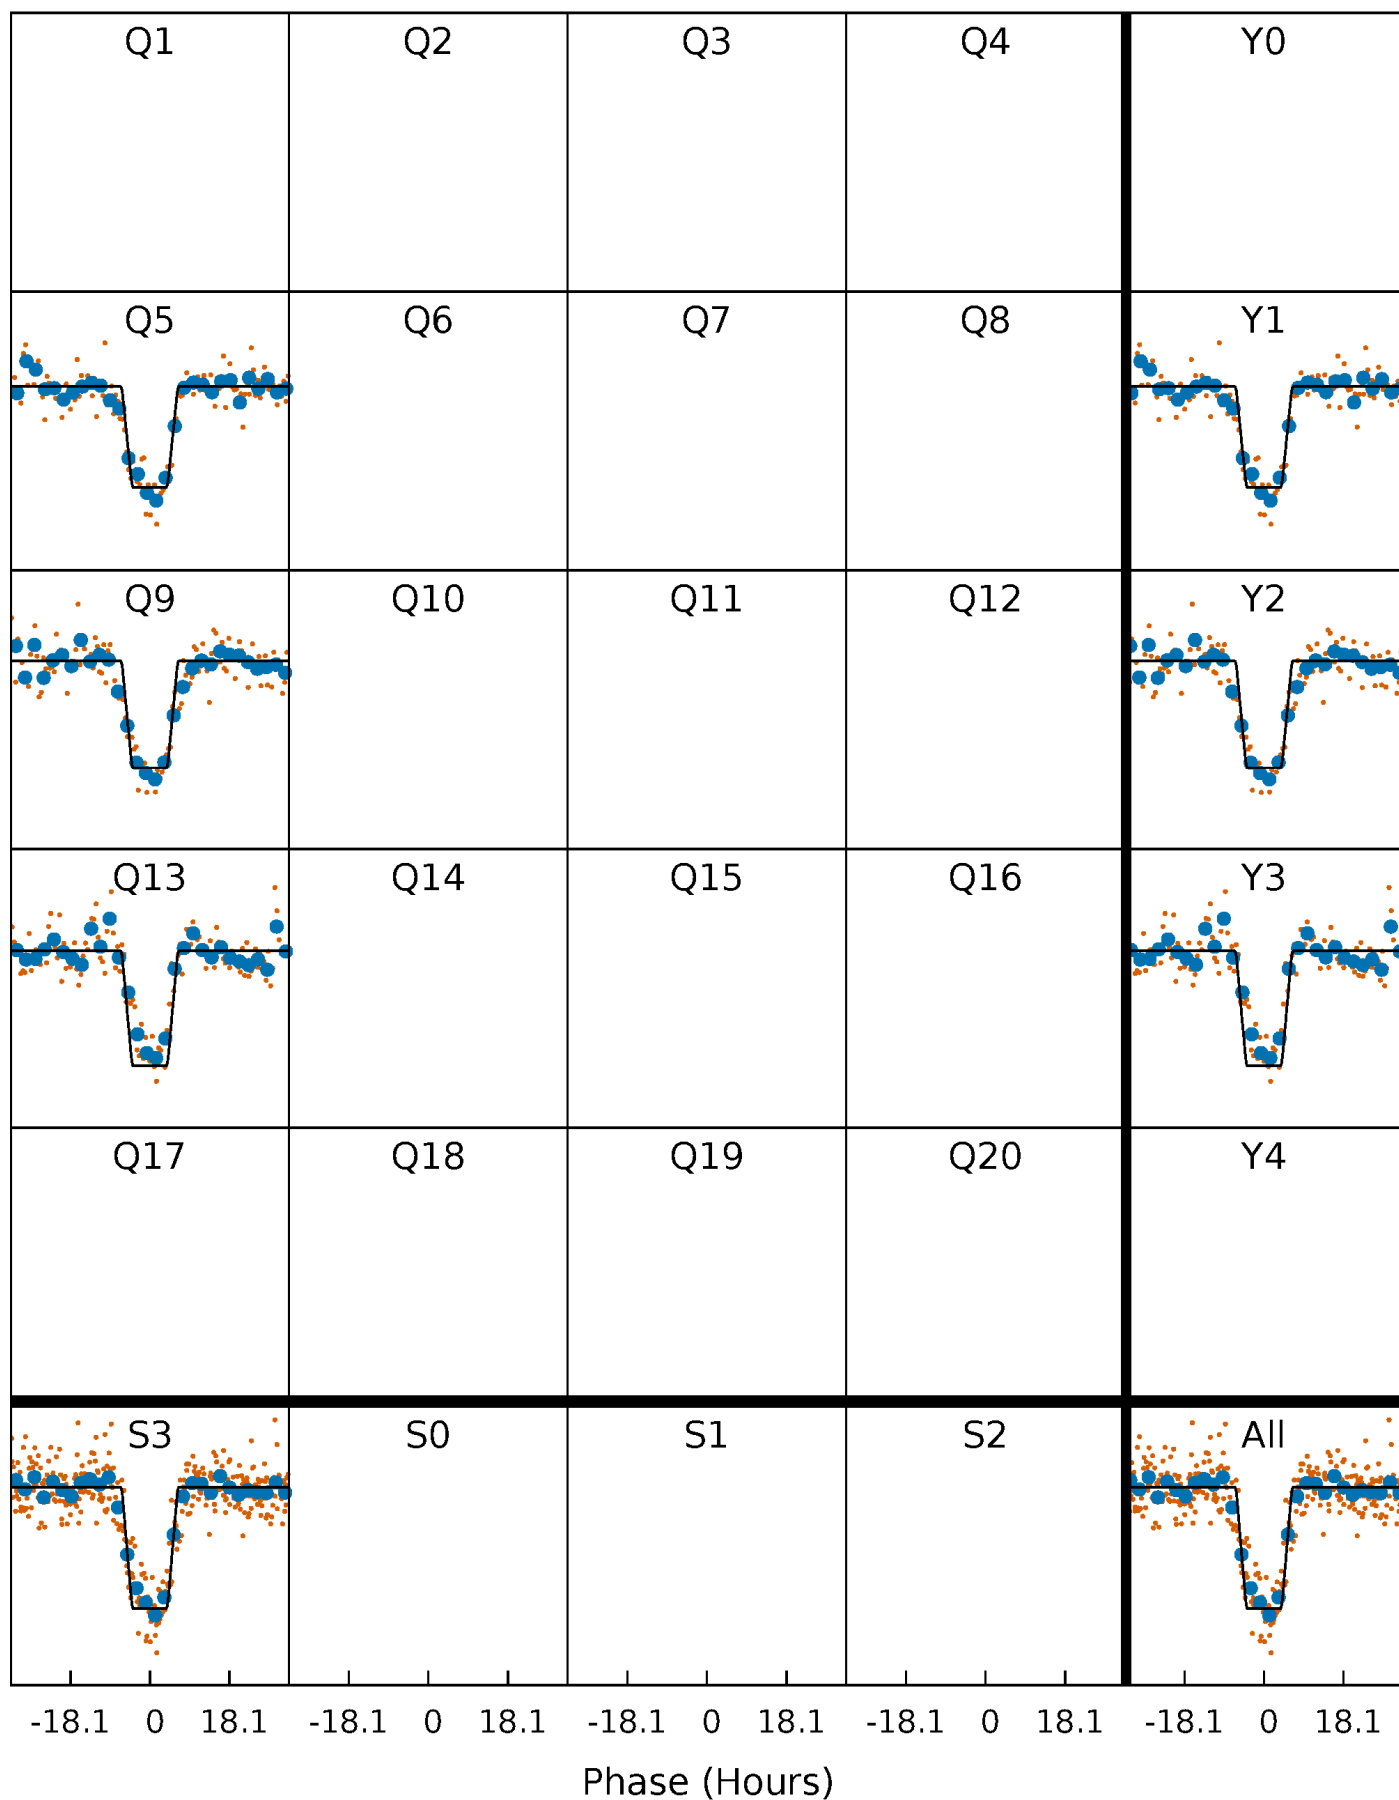 Q1 Q2 Q3 Q4 Y0
Q5 Q6 Q7 Q8 Y1
Q9 Q10 Q11 Q12 Y2
Q13 Q14 Q15 Q16 Y3
Q17 Q18 Q19 Q20 Y4
S3 S0 S1 S2 All
-18.1 0 18.1 -18.1 0 18.1 -18.1 0 18.1 -18.1 0 18.1 -18.1 0 18.1
Phase (Hours)